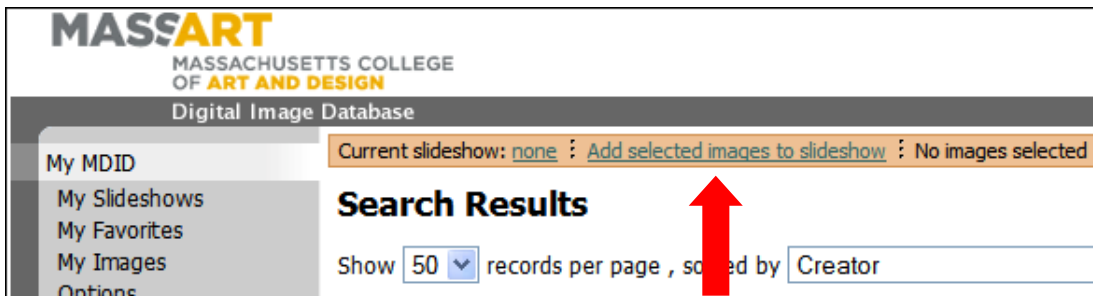 MASSART
MASSACHUSETTS COLLEGE
OF ART AND DESIGN
Digital Image Database
My MDID
My Slideshows
My Favorites
My Images
Options
Current slideshow: none ⋮ Add selected images to slideshow ⋮ No images selected
Search Results
Show 50 records per page , sorted by Creator